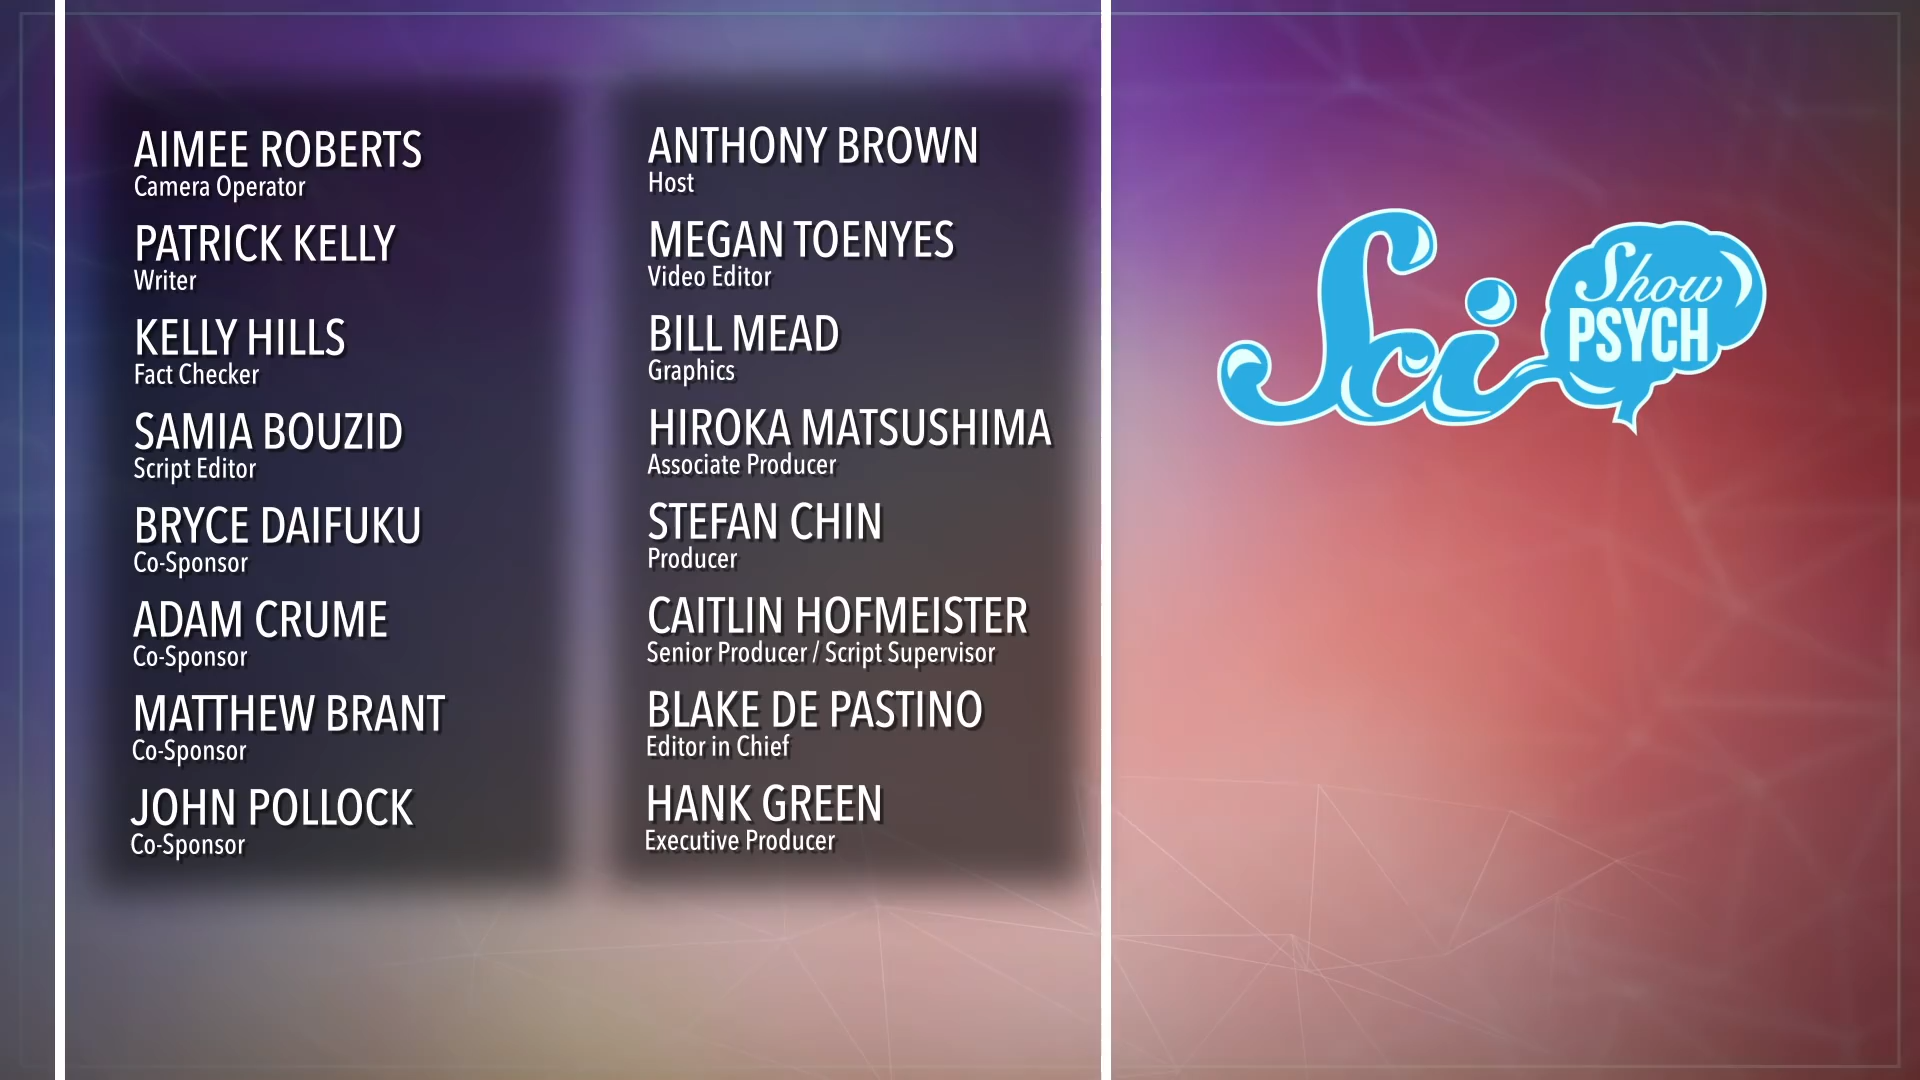 AIMEE ROBERTS
Camera Operator
PATRICK KELLY
Writer
KELLY HILLS
Fact Checker
SAMIA BOUZID
Script Editor
BRYCE DAIFUKU
Co-Sponsor
ADAM CRUME
Co-Sponsor
MATTHEW BRANT
Co-Sponsor
JOHN POLLOCK
Co-Sponsor
ANTHONY BROWN
Host
MEGAN TOENYES
Video Editor
BILL MEAD
Graphics
HIROKA MATSUSHIMA
Associate Producer
STEFAN CHIN
Producer
CAITLIN HOFMEISTER
Senior Producer / Script Supervisor
BLAKE DE PASTINO
Editor in Chief
HANK GREEN
Executive Producer
Sci
Show
PSYCH